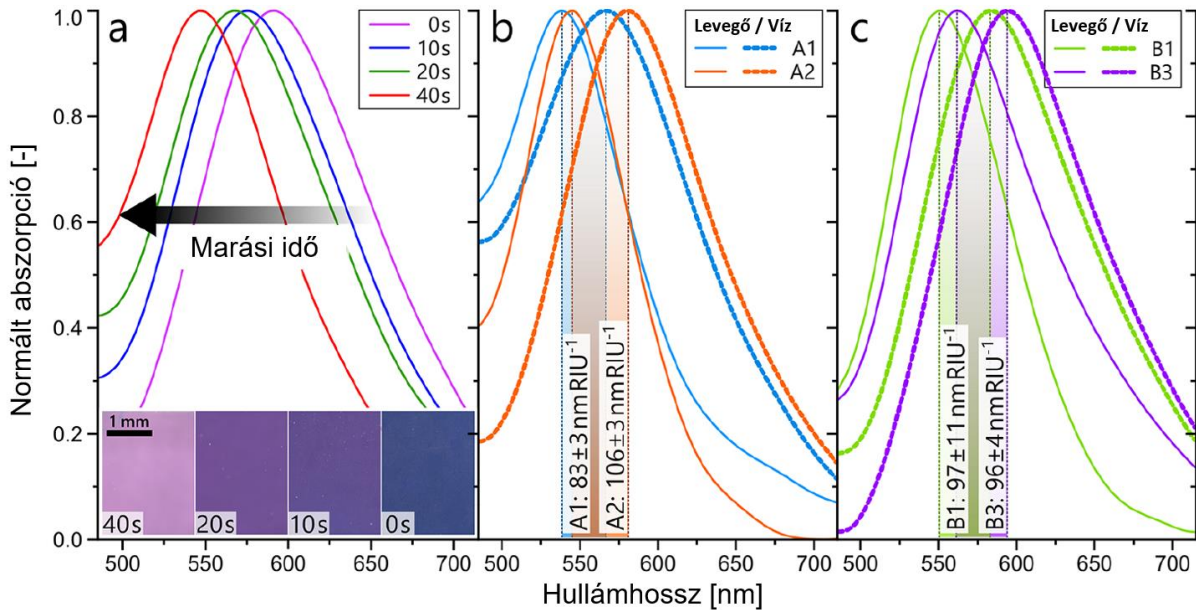 Normált abszorpció [-]
1.0
0.8
0.6
0.4
0.2
0.0
a
0s
10s
20s
40s
Marási idő
1 mm
40s
20s
10s
0s
500
550
600
650
700
b
Levegő / Víz
A1
A2
A1: 83±3 nmRIU⁻¹
A2: 106±3 nmRIU⁻¹
500
550
600
650
700
c
Levegő / Víz
B1
B3
B1: 97±11 nmRIU⁻¹
B3: 96±4 nmRIU⁻¹
500
550
600
650
700
Hullámhossz [nm]